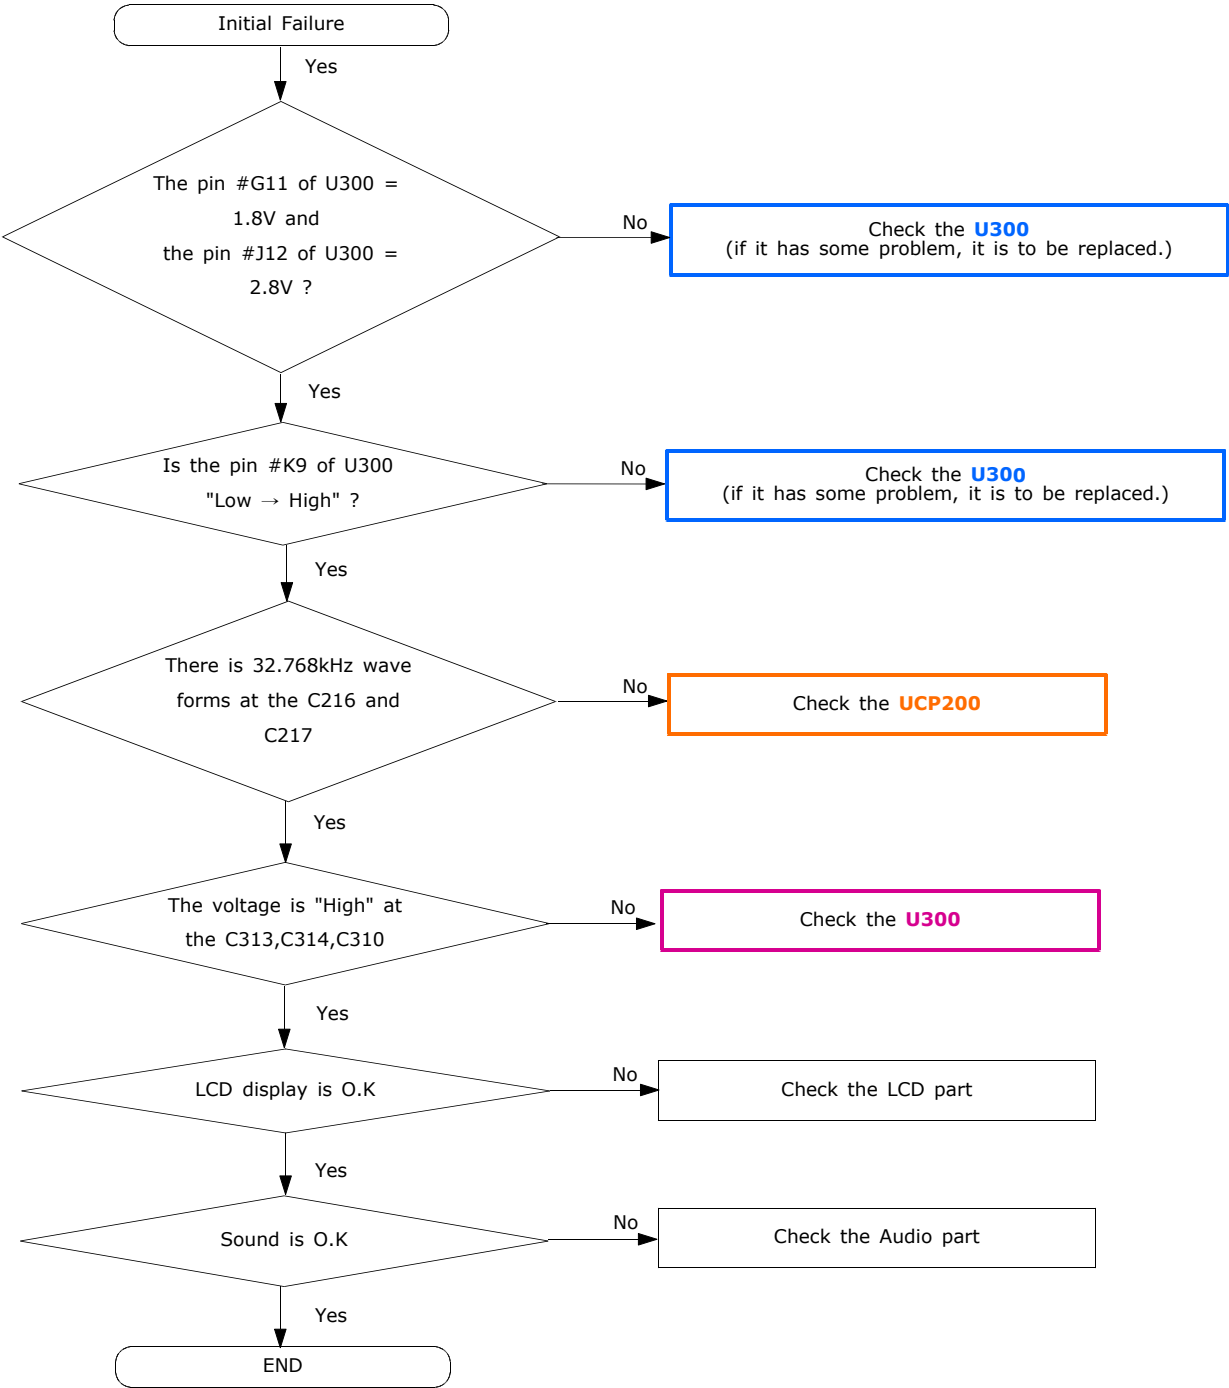 Initial Failure
Yes
The pin #G11 of U300 =
1.8V and
the pin #J12 of U300 =
2.8V ?
No
Check the U300
(if it has some problem, it is to be replaced.)
Yes
Is the pin #K9 of U300
"Low → High" ?
No
Check the U300
(if it has some problem, it is to be replaced.)
Yes
There is 32.768kHz wave
forms at the C216 and
C217
No
Check the UCP200
Yes
The voltage is "High" at
the C313,C314,C310
No
Check the U300
Yes
LCD display is O.K
No
Check the LCD part
Yes
Sound is O.K
No
Check the Audio part
Yes
END